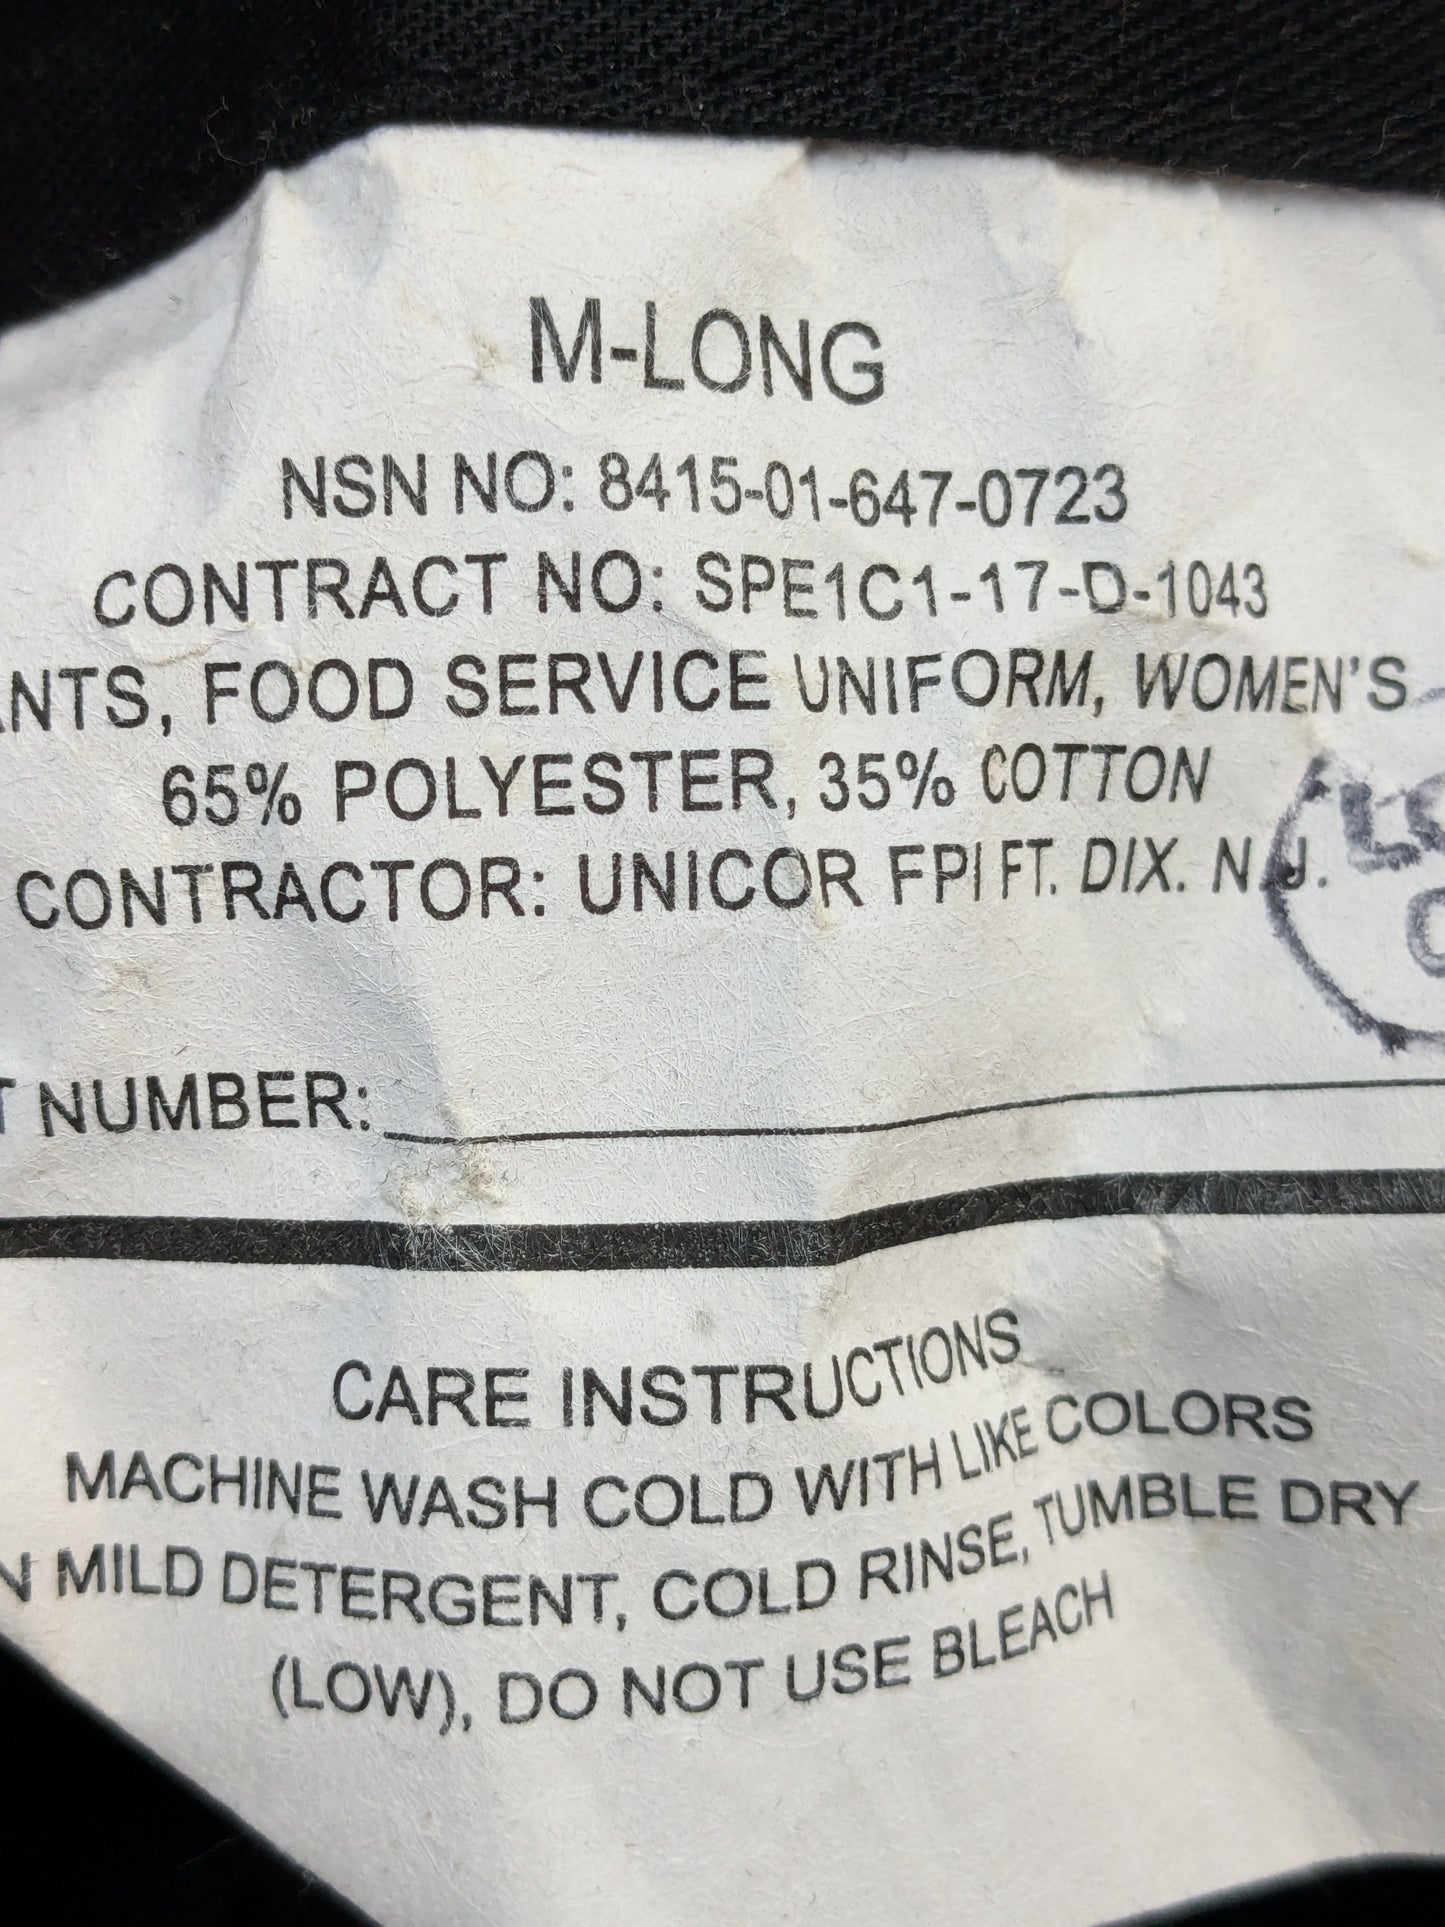 M-LONG
NSN NO: 8415-01-647-0723
CONTRACT NO: SPE1C1-17-D-1043
ANTS, FOOD SERVICE UNIFORM, WOMEN'S
65% POLYESTER, 35% COTTON
CONTRACTOR: UNICOR FPI FT. DIX. N.J.
T NUMBER:
CARE INSTRUCTIONS
MACHINE WASH COLD WITH LIKE COLORS
N MILD DETERGENT, COLD RINSE, TUMBLE DRY
(LOW), DO NOT USE BLEACH